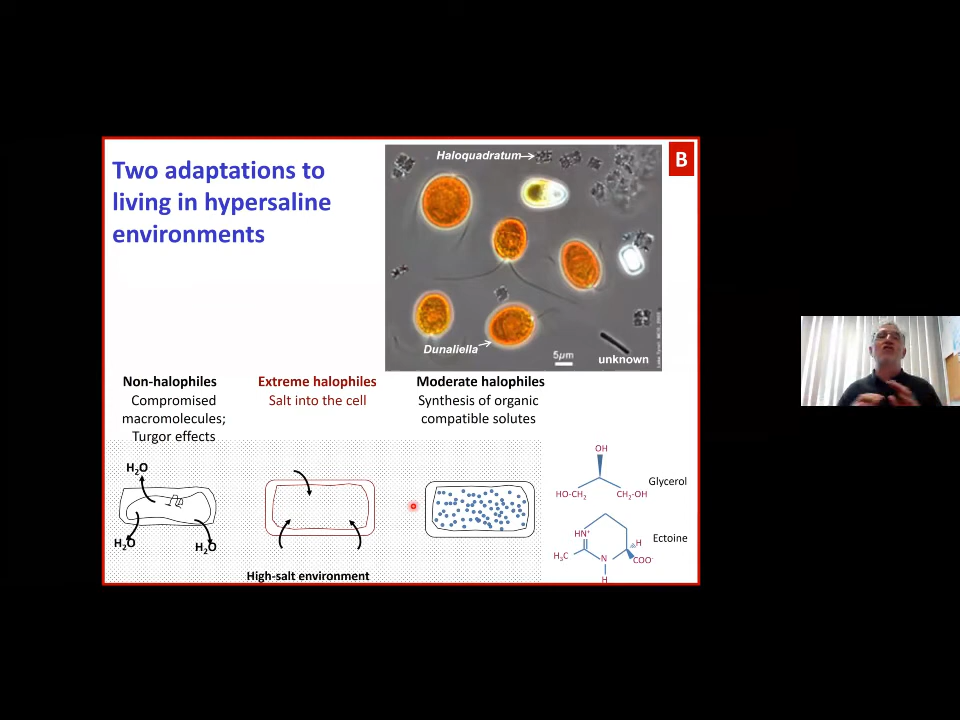 Two adaptations to
living in hypersaline
environments
B
Haloquadratum
Dunaliella
5µm
unknown
Non-halophiles
Compromised
macromolecules;
Turgor effects
Extreme halophiles
Salt into the cell
Moderate halophiles
Synthesis of organic
compatible solutes
H₂O
H₂O
H₂O
High-salt environment
OH
HO-CH₂
CH₂-OH
Glycerol
HN⁺
H₃C
N
H
H
COO⁻
Ectoine